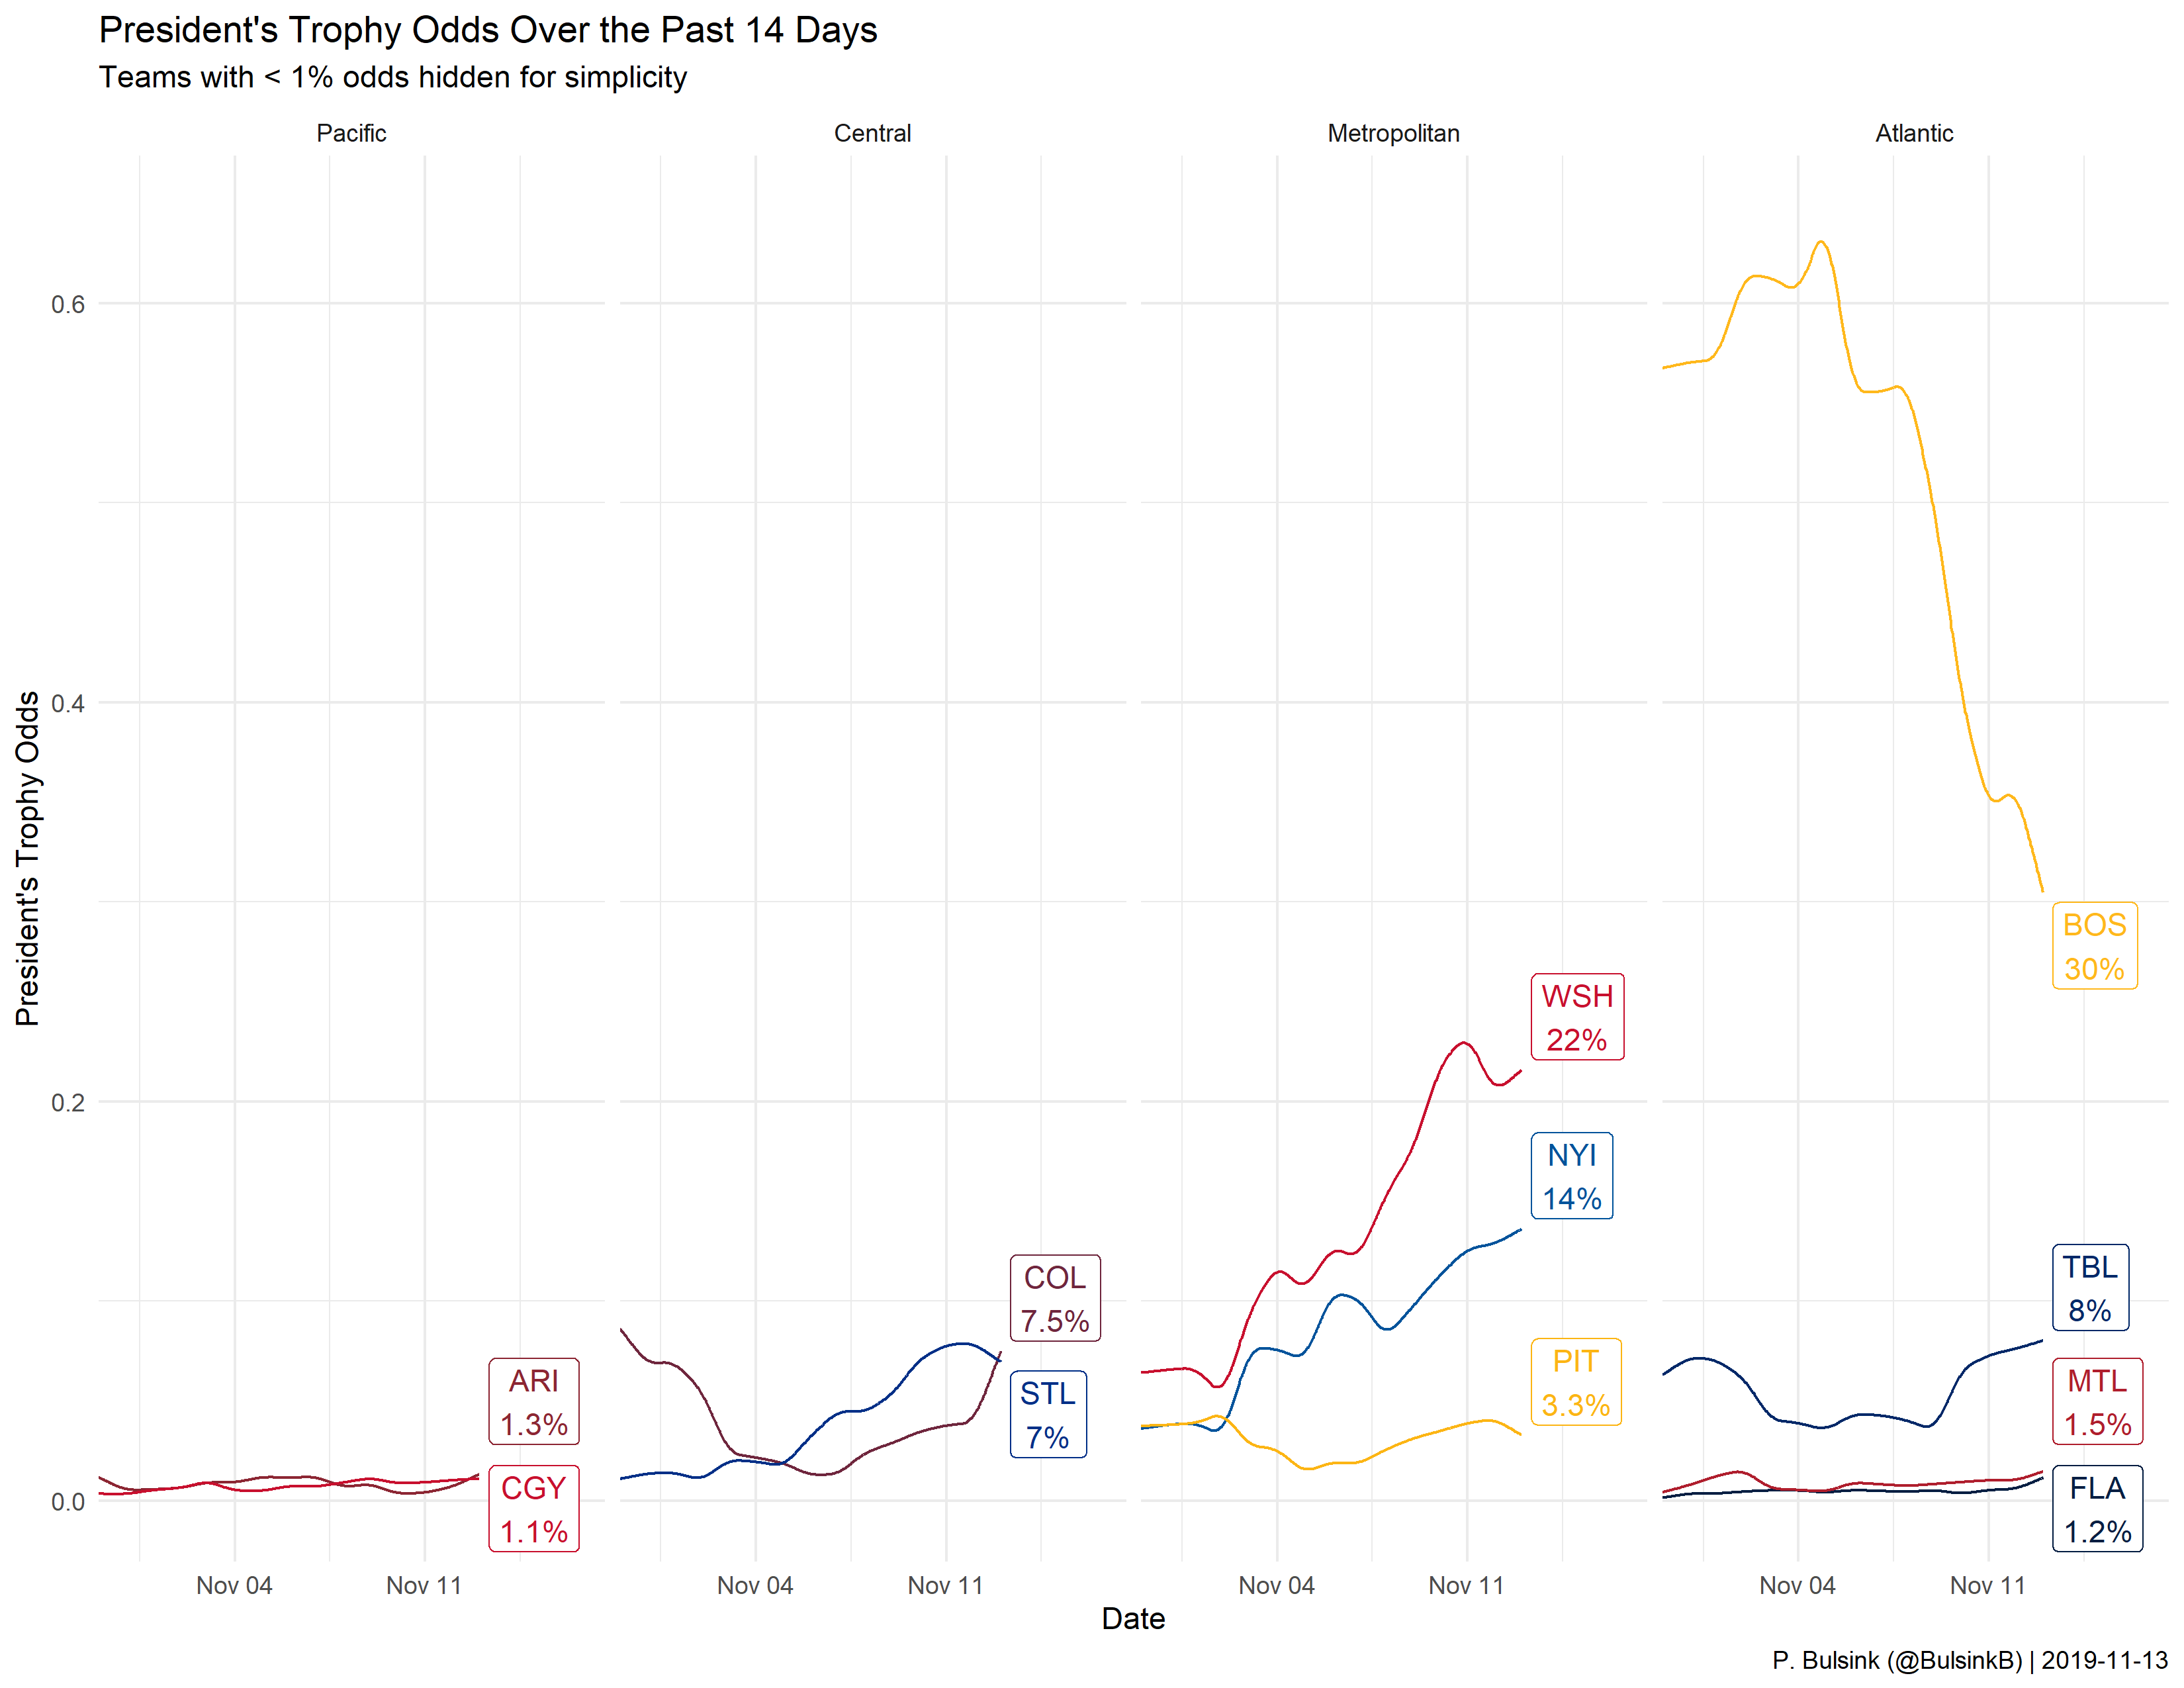 President's Trophy Odds Over the Past 14 Days
Teams with < 1% odds hidden for simplicity
Pacific
Central
Metropolitan
Atlantic
President's Trophy Odds
0.6
0.4
0.2
0.0
ARI
1.3%
CGY
1.1%
COL
7.5%
STL
7%
WSH
22%
NYI
14%
PIT
3.3%
BOS
30%
TBL
8%
MTL
1.5%
FLA
1.2%
Nov 04
Nov 11
Nov 04
Nov 11
Nov 04
Nov 11
Nov 04
Nov 11
Date
P. Bulsink (@BulsinkB) | 2019-11-13